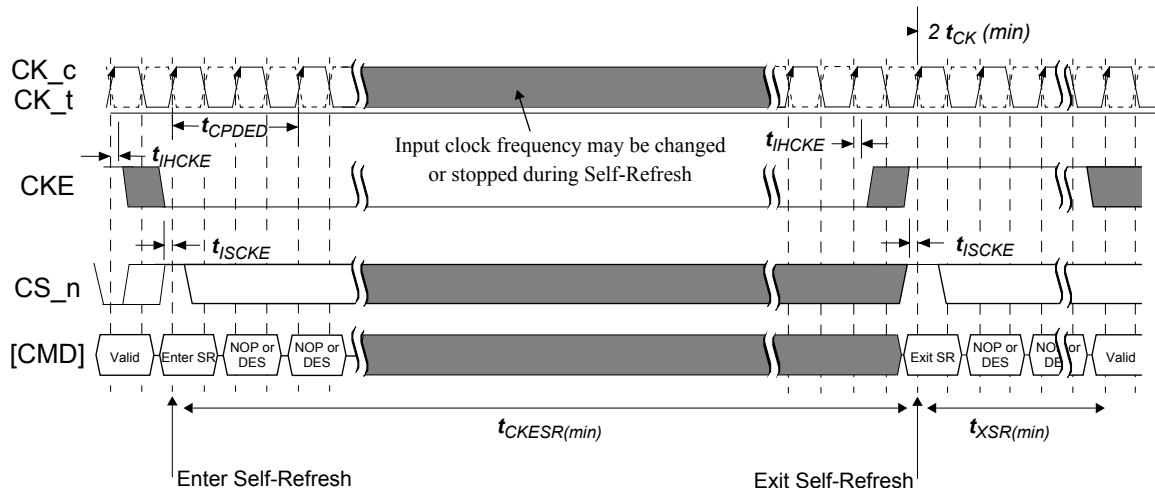 2 tCK (min)
CK_c
CK_t
tCPDED
Input clock frequency may be changed
or stopped during Self-Refresh
tIHCKE
tIHCKE
CKE
tISCKE
tISCKE
CS_n
[CMD]
Valid
Enter SR
NOP or
DES
NOP or
DES
Exit SR
NOP or
DES
NOP or
DES
Valid
tCKESR(min)
tXSR(min)
Enter Self-Refresh
Exit Self-Refresh